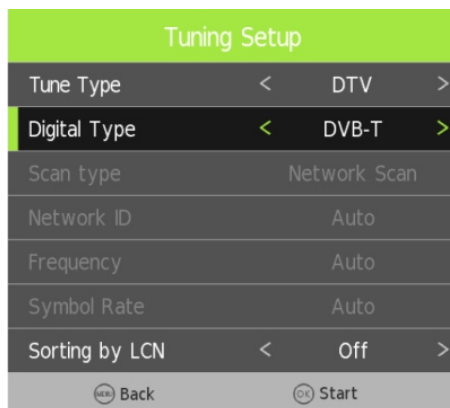 Tuning Setup
Tune Type < DTV >
Digital Type < DVB-T >
Scan type Network Scan
Network ID Auto
Frequency Auto
Symbol Rate Auto
Sorting by LCN < Off >
MENU Back OK Start